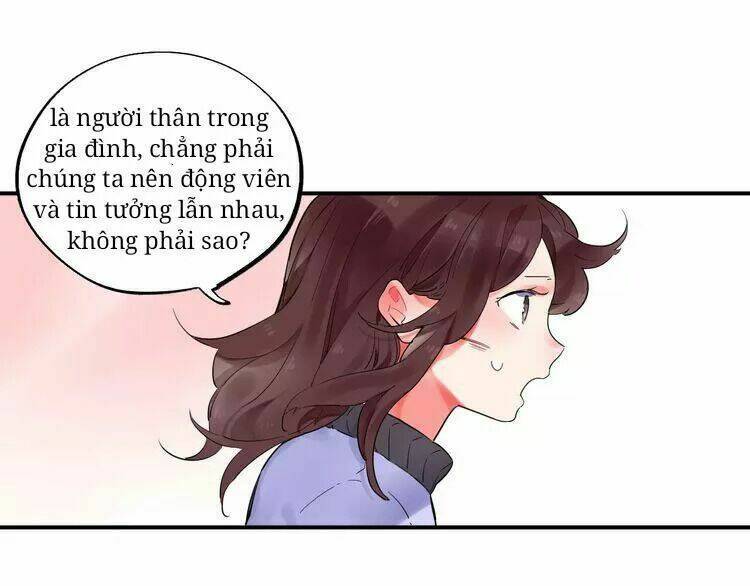 là người thân trong
gia đình, chẳng phải
chúng ta nên động viên
và tin tưởng lẫn nhau,
không phải sao?